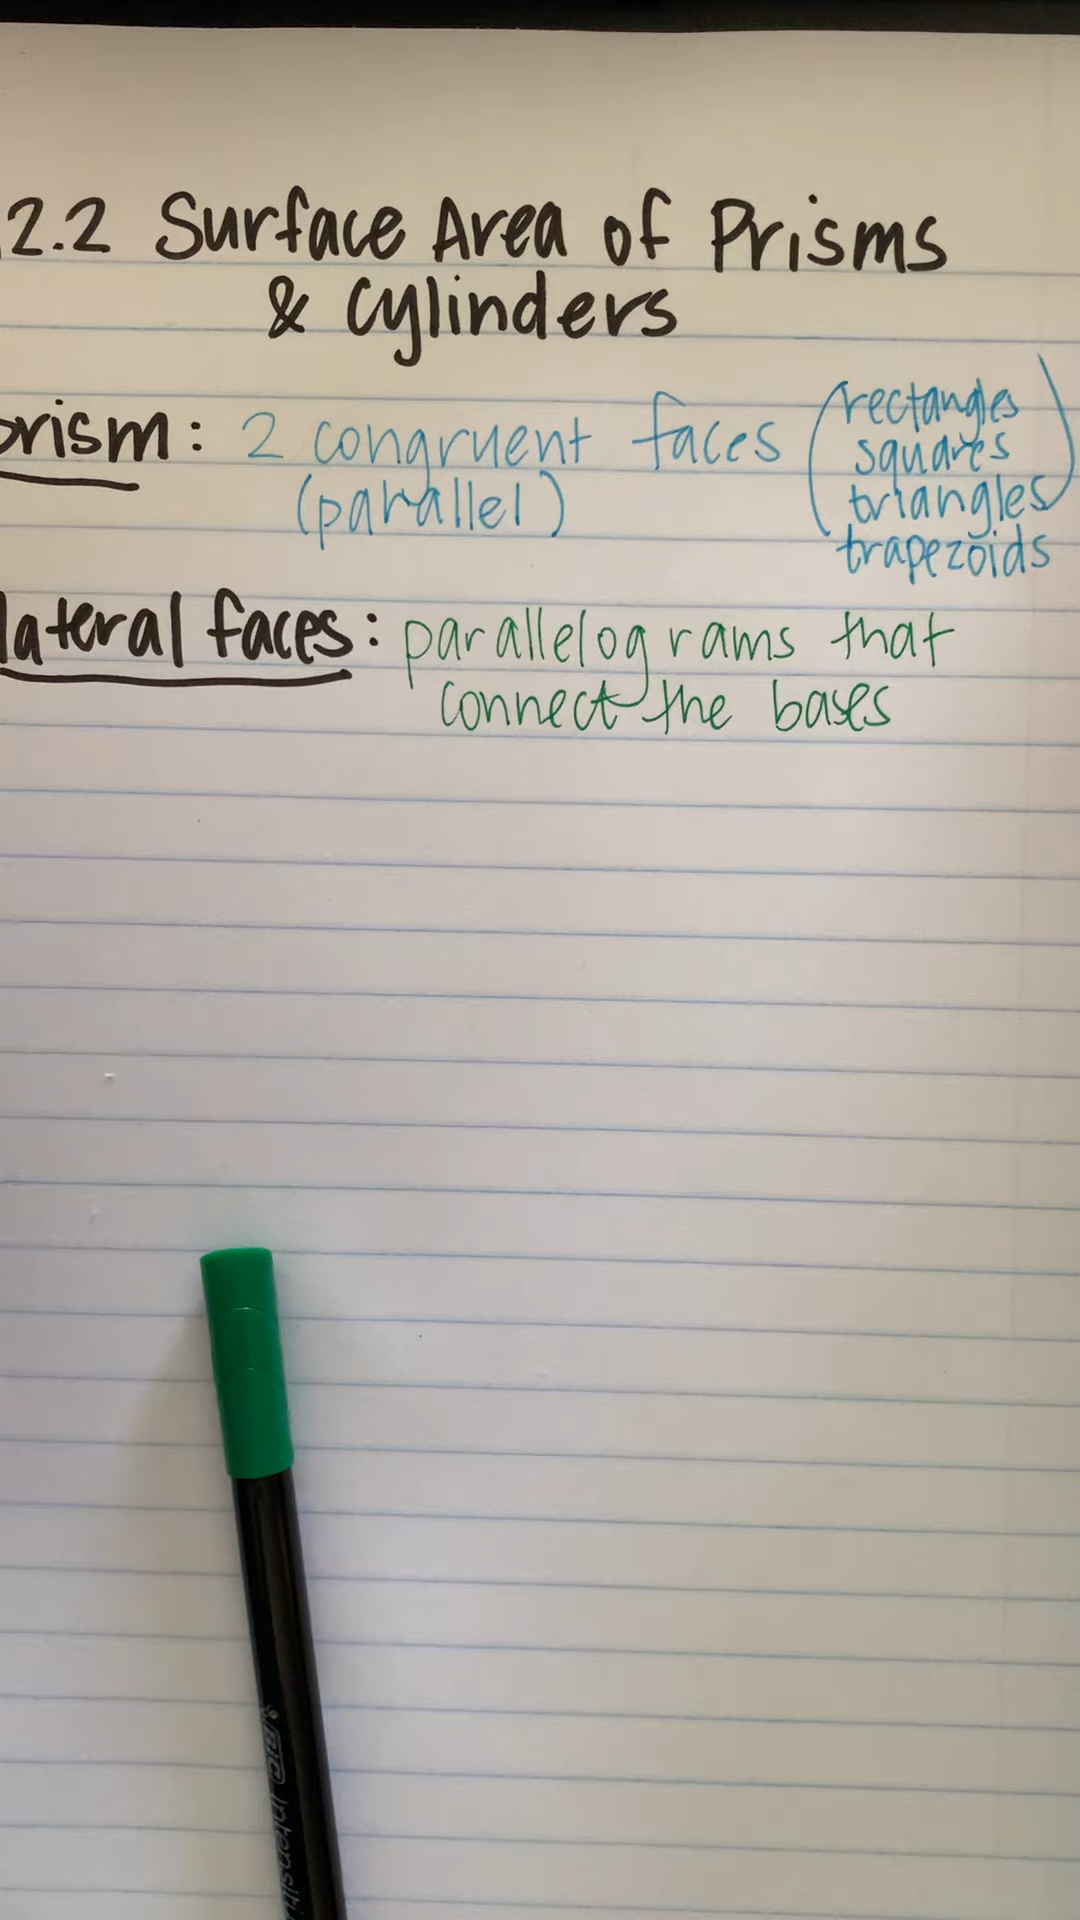 2.2 Surface Area of Prisms
& Cylinders
prism: 2 congruent faces (rectangles
squares
(parallel) triangles)
trapezoids
lateral faces: parallelograms that
connect the bases
BIC intensity